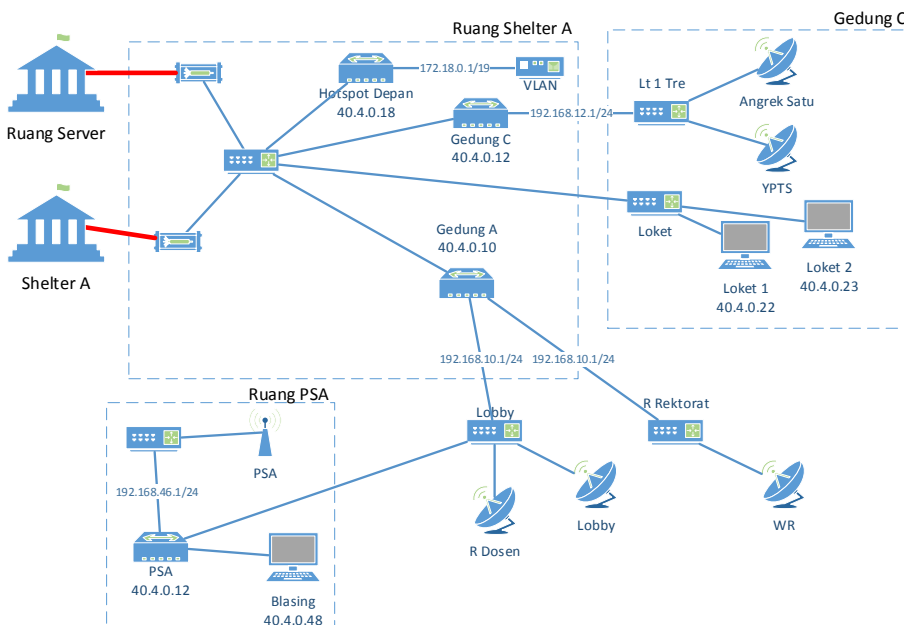 Ruang Shelter A
Gedung C
Ruang Server
Hotspot Depan
40.4.0.18
172.18.0.1/19
VLAN
Gedung C
40.4.0.12
192.168.12.1/24
Lt 1 Tre
Angrek Satu
YPTS
Shelter A
Gedung A
40.4.0.10
Loket
Loket 1
40.4.0.22
Loket 2
40.4.0.23
192.168.10.1/24
192.168.10.1/24
Ruang PSA
PSA
192.168.46.1/24
PSA
40.4.0.12
Blasing
40.4.0.48
Lobby
R Dosen
Lobby
R Rektorat
WR